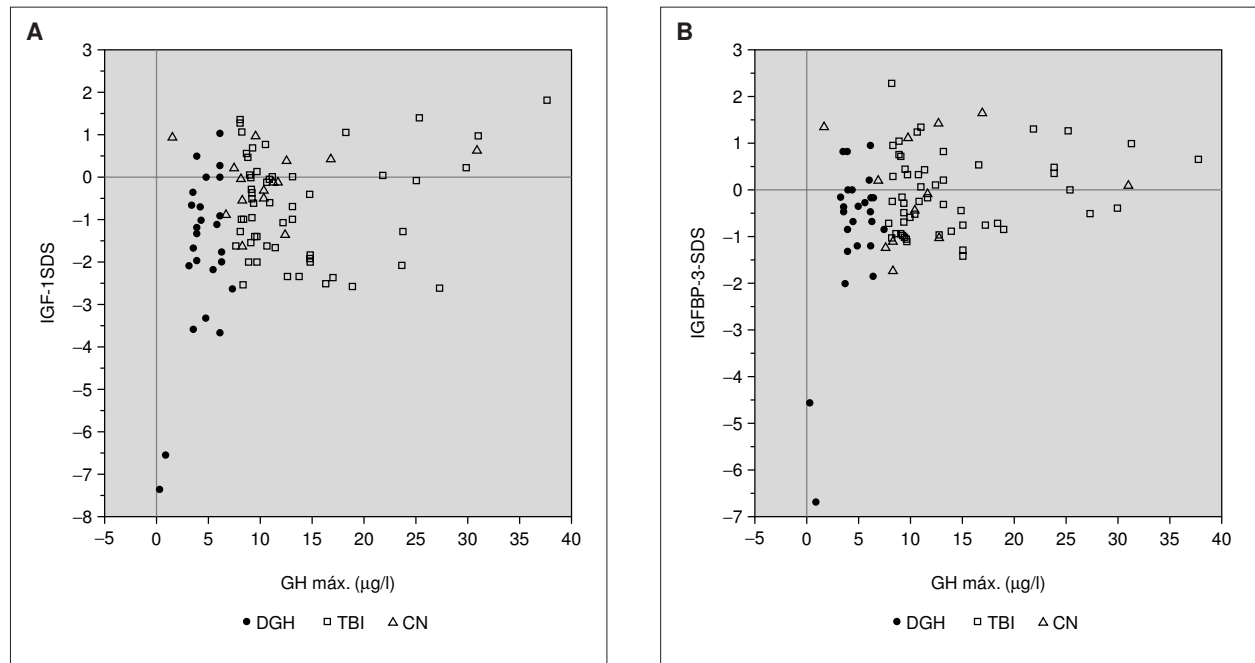 A
3
2
1
0
–1
–2
–3
–4
–5
–6
–7
–8
IGF-1SDS
–5 0 5 10 15 20 25 30 35 40
GH máx. (μg/l)
DGH TBI CN
B
3
2
1
0
–1
–2
–3
–4
–5
–6
–7
IGFBP-3-SDS
–5 0 5 10 15 20 25 30 35 40
GH máx. (μg/l)
DGH TBI CN